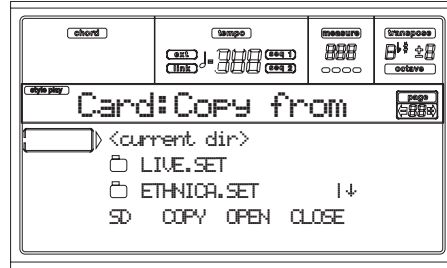 chord
tempo
measure
transpose
ext
link
seq 1
seq 2
octave
style play
Card:Copy from
page
<current dir>
LIVE.SET
ETHNICA.SET
SD COPY OPEN CLOSE